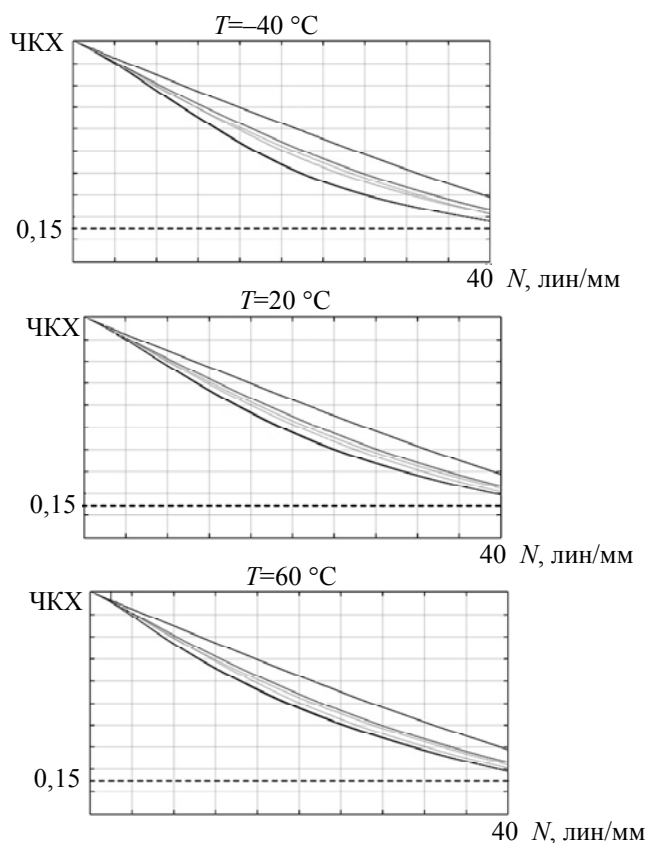 T=–40 °C
ЧКХ
0,15
40 N, лин/мм
T=20 °C
ЧКХ
0,15
40 N, лин/мм
T=60 °C
ЧКХ
0,15
40 N, лин/мм